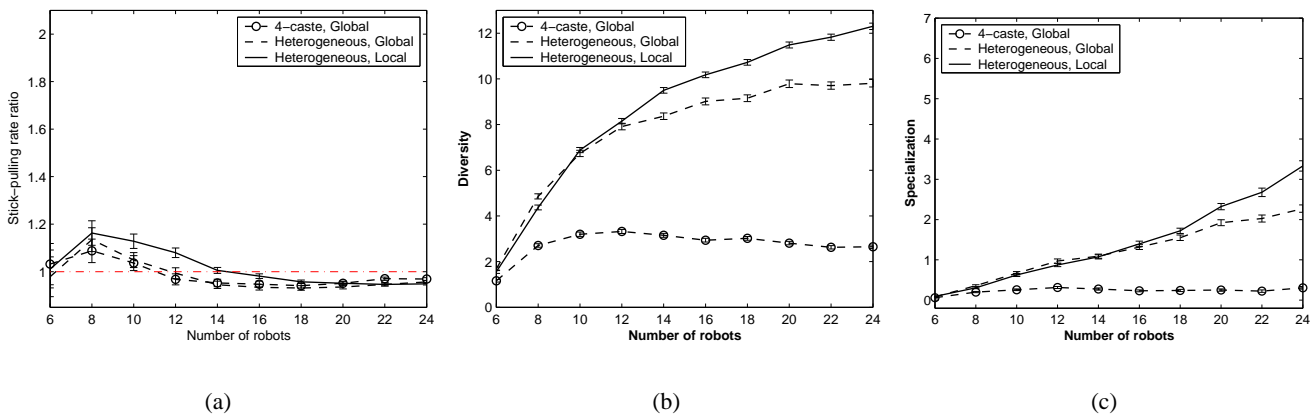 2
1.8
1.6
1.4
1.2
1
Stick−pulling rate ratio
4−caste, Global
Heterogeneous, Global
Heterogeneous, Local
6 8 10 12 14 16 18 20 22 24
Number of robots
(a)
12
10
8
6
4
2
0
Diversity
4−caste, Global
Heterogeneous, Global
Heterogeneous, Local
6 8 10 12 14 16 18 20 22 24
Number of robots
(b)
7
6
5
4
3
2
1
0
Specialization
4−caste, Global
Heterogeneous, Global
Heterogeneous, Local
6 8 10 12 14 16 18 20 22 24
Number of robots
(c)